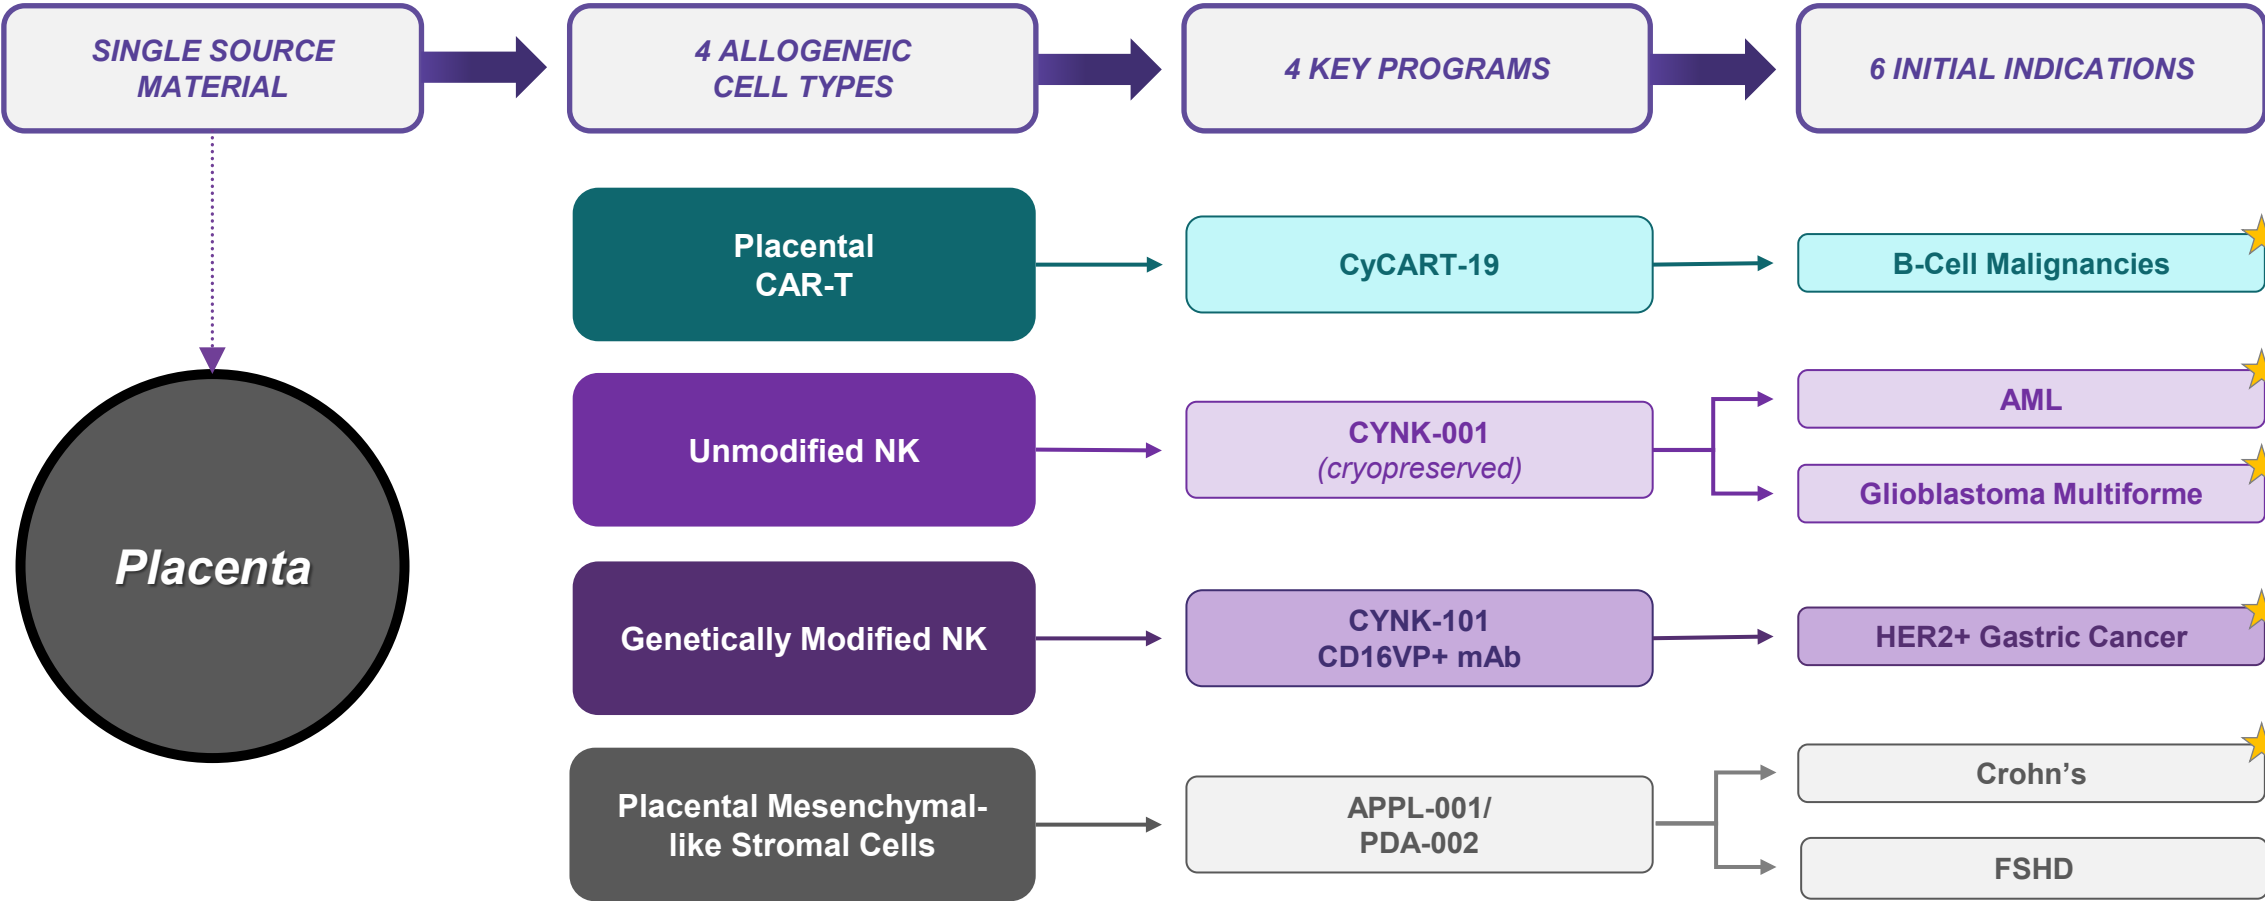 SINGLE SOURCE
MATERIAL
4 ALLOGENEIC
CELL TYPES
4 KEY PROGRAMS
6 INITIAL INDICATIONS
Placenta
Placental
CAR-T
CyCART-19
B-Cell Malignancies
Unmodified NK
CYNK-001
(cryopreserved)
AML
Glioblastoma Multiforme
Genetically Modified NK
CYNK-101
CD16VP+ mAb
HER2+ Gastric Cancer
Placental Mesenchymal-
like Stromal Cells
APPL-001/
PDA-002
Crohn’s
FSHD